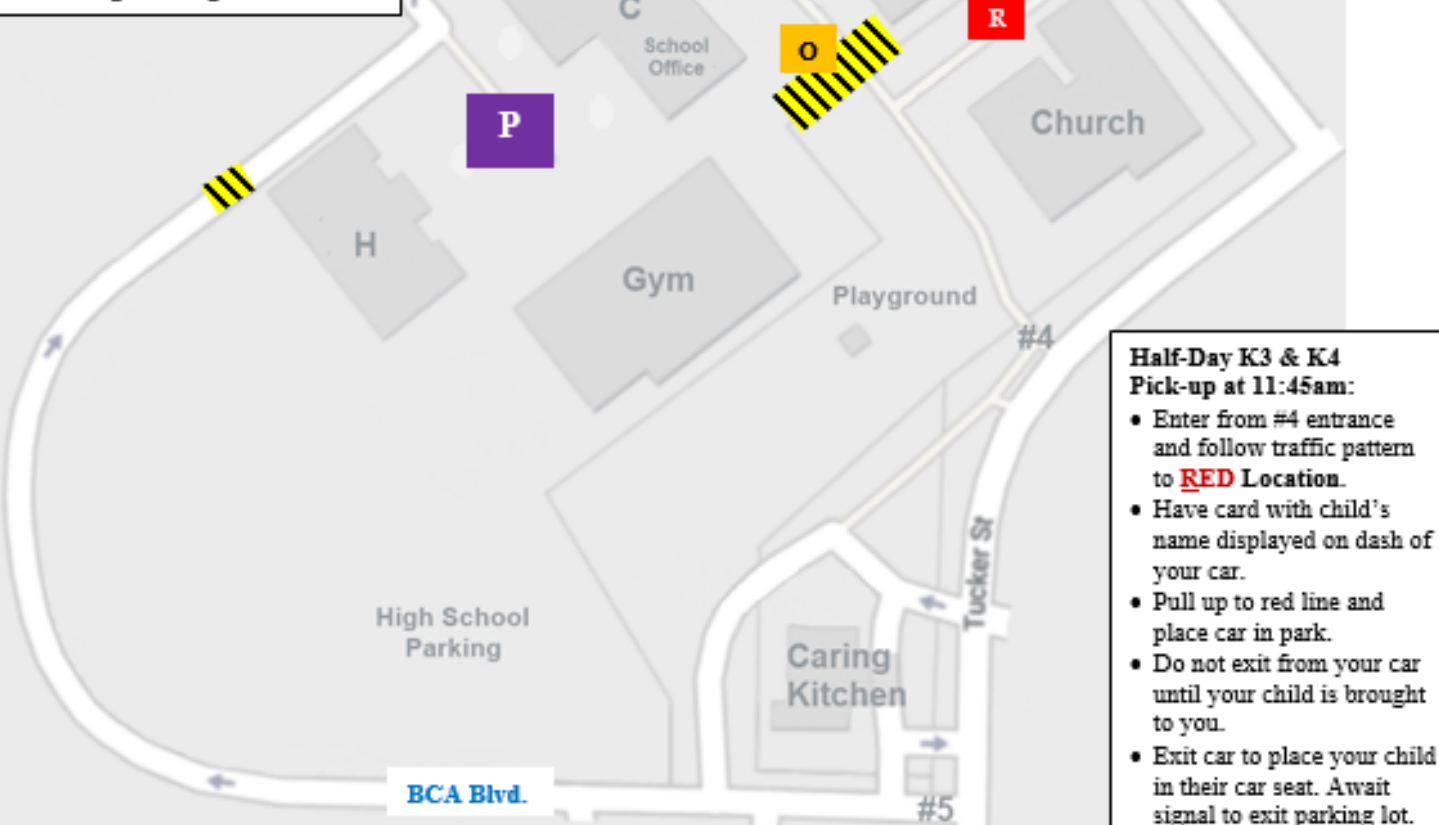 C
School
Office
O
R
P
Church
H
Gym
Playground
#4
Half-Day K3 & K4
Pick-up at 11:45am:
• Enter from #4 entrance
and follow traffic pattern
to RED Location.
• Have card with child's
name displayed on dash of
your car.
• Pull up to red line and
place car in park.
• Do not exit from your car
until your child is brought
to you.
• Exit car to place your child
in their car seat. Await
signal to exit parking lot.
Tucker St
High School
Parking
Caring
Kitchen
BCA Blvd.
#5